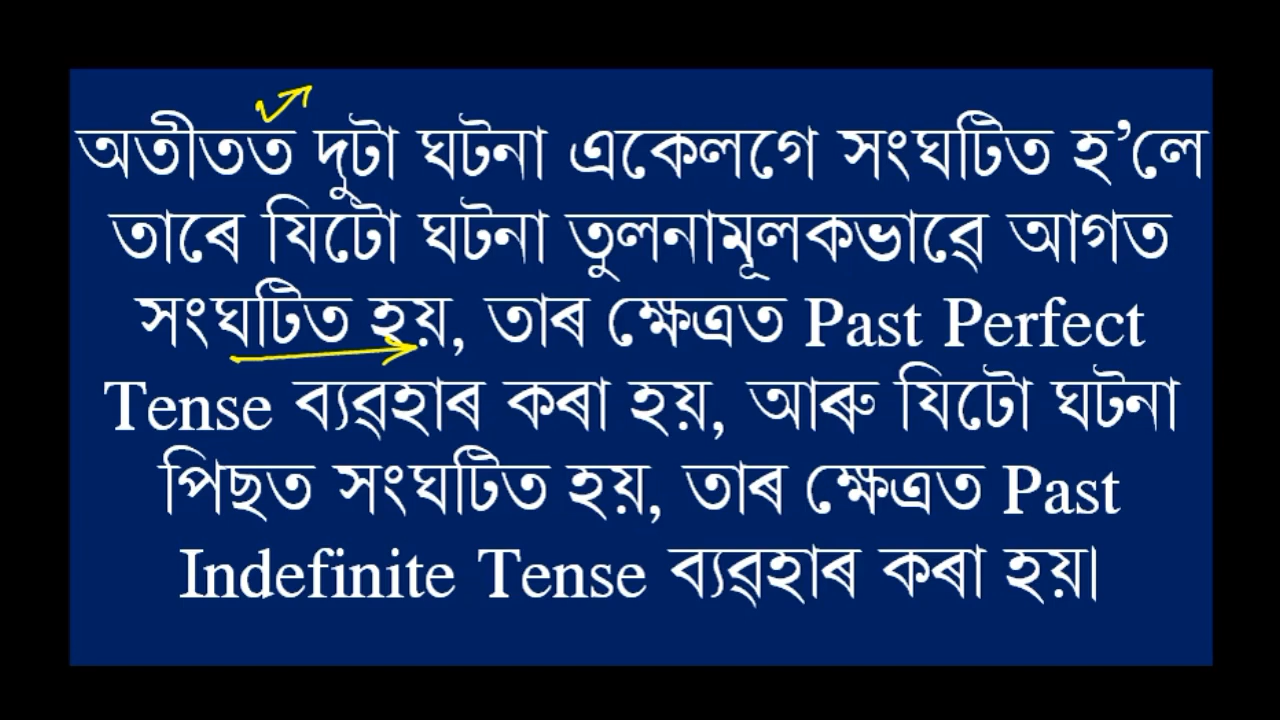 অতীতত দুটা ঘটনা একেলগে সংঘটিত হ’লে
তাৰে যিটো ঘটনা তুলনামূলকভাৱে আগত
সংঘটিত হয়, তাৰ ক্ষেত্ৰত Past Perfect
Tense ব্যৱহাৰ কৰা হয়, আৰু যিটো ঘটনা
পিছত সংঘটিত হয়, তাৰ ক্ষেত্ৰত Past
Indefinite Tense ব্যৱহাৰ কৰা হয়।